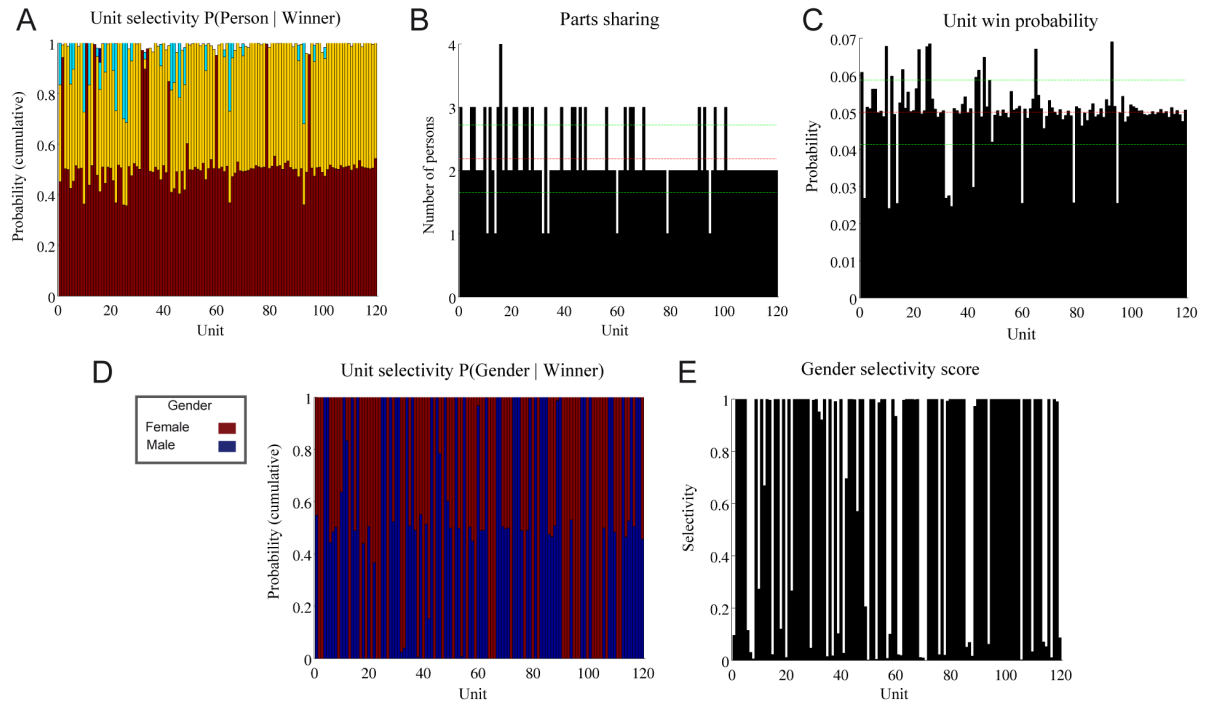 A
Unit selectivity P(Person | Winner)
Probability (cumulative)
1
0.8
0.6
0.4
0.2
0
0 20 40 60 80 100 120
Unit
B
Parts sharing
Number of persons
4
3
2
1
4
0 20 40 60 80 100 120
Unit
C
Unit win probability
Probability
0.07
0.06
0.05
0.04
0.03
0.02
0.01
0
0 20 40 60 80 100 120
Unit
D
Unit selectivity P(Gender | Winner)
Gender
Female
Male
Probability (cumulative)
1
0.8
0.6
0.4
0.2
0
0 20 40 60 80 100 120
Unit
E
Gender selectivity score
Selectivity
1
0.8
0.6
0.4
0.2
0
0 20 40 60 80 100 120
Unit